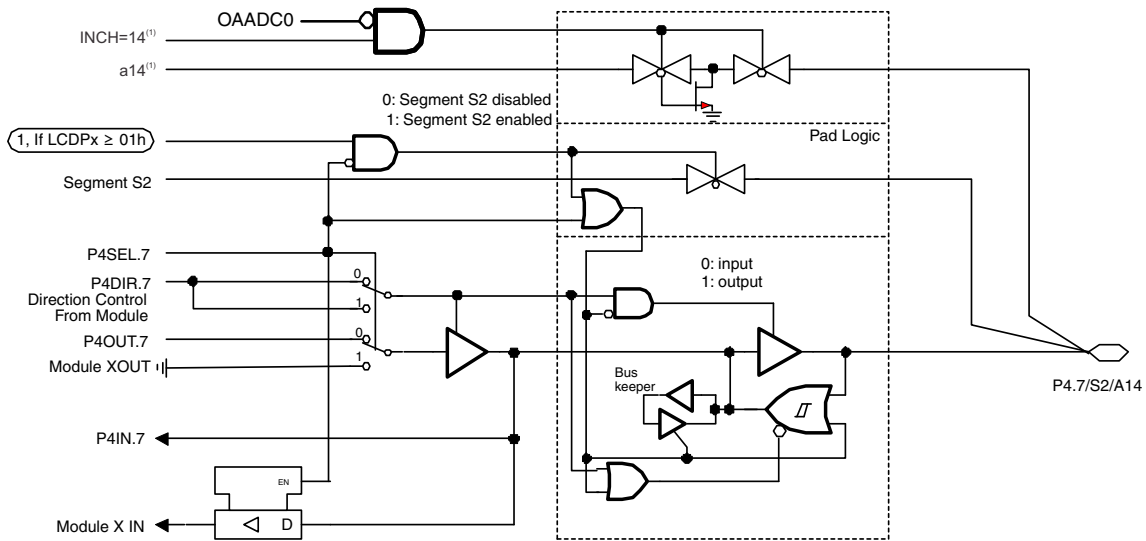 OAADC0
INCH=14(1)
a14(1)
0: Segment S2 disabled
1: Segment S2 enabled
Pad Logic
1, If LCDPx ≥ 01h
Segment S2
P4SEL.7
P4DIR.7
0
Direction Control
From Module
1
0: input
1: output
P4OUT.7
0
Module XOUT
1
Bus
keeper
P4.7/S2/A14
P4IN.7
EN
Module X IN
D